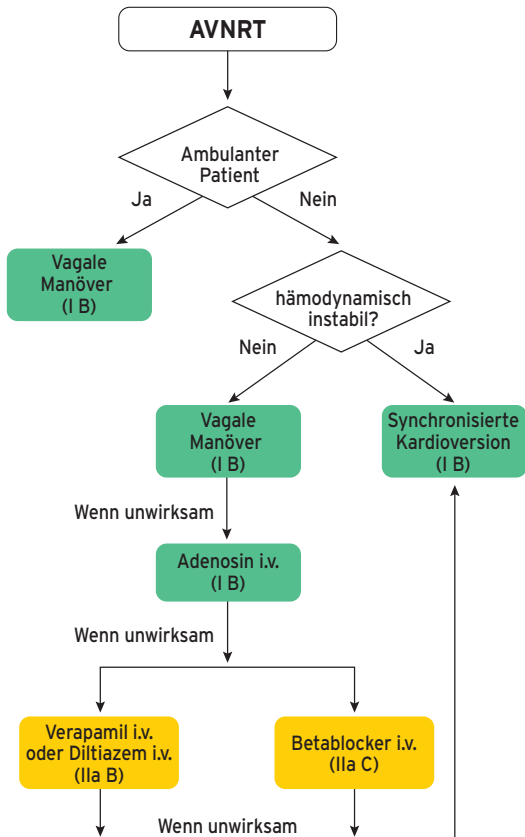 AVNRT
Ambulanter
Patient
Ja
Nein
Vagale
Manöver
(I B)
hämodynamisch
instabil?
Nein
Ja
Vagale
Manöver
(I B)
Synchronisierte
Kardioversion
(I B)
Wenn unwirksam
Adenosin i.v.
(I B)
Wenn unwirksam
Verapamil i.v.
oder Diltiazem i.v.
(IIa B)
Betablocker i.v.
(IIa C)
Wenn unwirksam